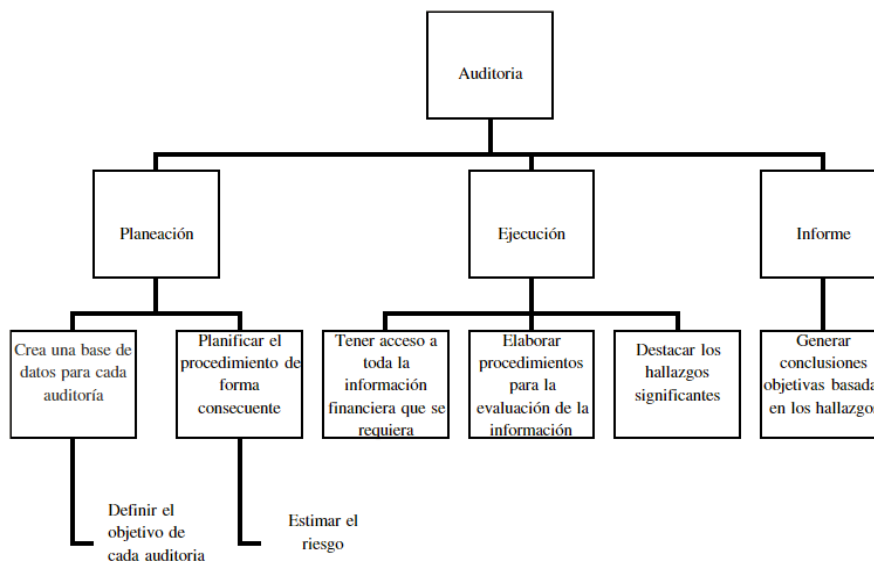 Auditoria
Planeación
Ejecución
Informe
Crea una base de
datos para cada
auditoría
Planificar el
procedimiento de
forma
consecuente
Tener acceso a
toda la
información
financiera que se
requiera
Elaborar
procedimientos
para la
evaluación de la
información
Destacar los
hallazgos
significantes
Generar
conclusiones
objetivas basada
en los hallazgos
Definir el
objetivo de
cada auditoria
Estimar el
riesgo